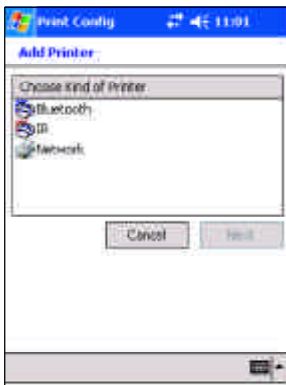 Print Config 11:01
Add Printer
Choose Kind of Printer
Bluetooth
IR
Network
Cancel Next